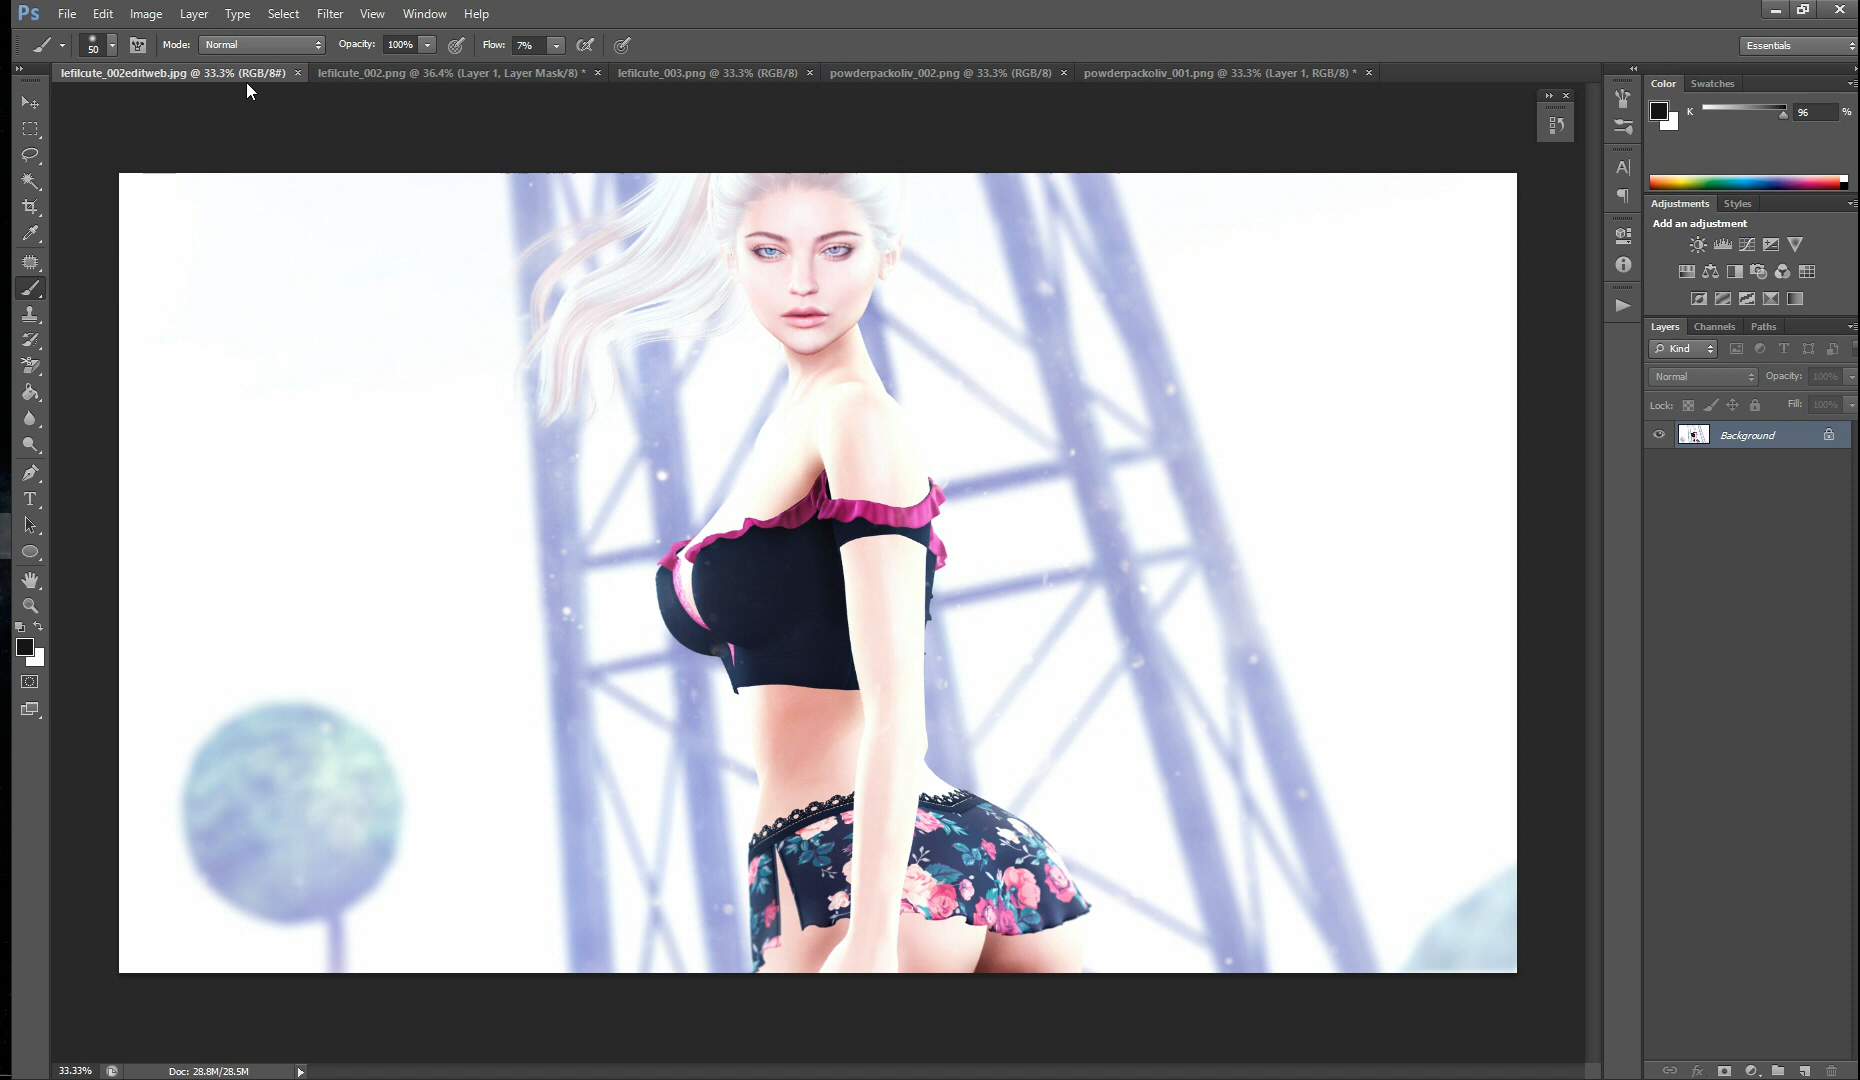 Ps File Edit Image Layer Type Select Filter View Window Help
50 Mode: Normal Opacity: 100% Flow: 7% Essentials
lefilcute_002editweb.jpg @ 33.3% (RGB/8#) × lefilcute_002.png @ 36.4% (Layer 1, Layer Mask/8) * × lefilcute_003.png @ 33.3% (RGB/8) × powderpackoliv_002.png @ 33.3% (RGB/8) × powderpackoliv_001.png @ 33.3% (Layer 1, RGB/8) * ×
Color Swatches
K 96 %
Adjustments Styles
Add an adjustment
Layers Channels Paths
Kind
Normal Opacity: 100%
Lock: Fill: 100%
Background
33.33% Doc: 28.8M/28.5M